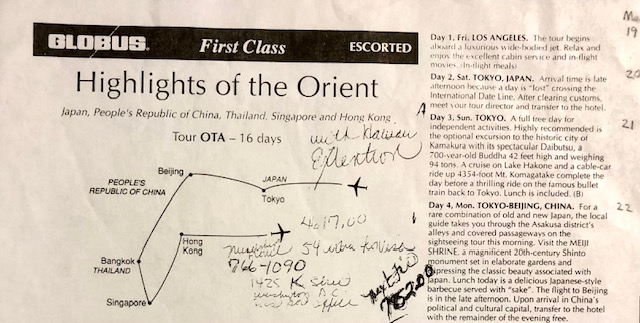 GLOBUS. First Class ESCORTED
Highlights of the Orient
Japan, People's Republic of China, Thailand, Singapore and Hong Kong
Tour OTA – 16 days
with
Extention
Beijing
PEOPLE'S
REPUBLIC OF CHINA
JAPAN
Tokyo
Hong
Kong
Bangkok
THAILAND
Singapore
4617.00
54 extra for Visa
766-1090
1425 K Street
Washington D.C.
Day 1, Fri. LOS ANGELES. The tour begins
aboard a luxurious wide-bodied jet. Relax and
enjoy the excellent cabin service and in-flight
movies. (In-flight meals)
Day 2, Sat. TOKYO, JAPAN. Arrival time is late
afternoon because a day is "lost" crossing the
International Date Line. After clearing customs,
meet your tour director and transfer to the hotel.
Day 3, Sun. TOKYO. A full free day for
independent activities. Highly recommended is
the optional excursion to the historic city of
Kamakura with its spectacular Daibutsu, a
700-year-old Buddha 42 feet high and weighing
94 tons. A cruise on Lake Hakone and a cable-car
ride up 4354-foot Mt. Komagatake complete the
day before a thrilling ride on the famous bullet
train back to Tokyo. Lunch is included. (B)
Day 4, Mon. TOKYO-BEIJING, CHINA. For a
rare combination of old and new Japan, the local
guide takes you through the Asakusa district's
alleys and covered passageways on the
sightseeing tour this morning. Visit the MEIJI
SHRINE, a magnificent 20th-century Shinto
monument set in elaborate gardens and
expressing the classic beauty associated with
Japan. Lunch today is a delicious Japanese-style
barbecue served with "sake". The flight to Beijing
is in the late afternoon. Upon arrival in China's
political and cultural capital, transfer to the hotel
with the remainder of the evening free.
19
20
21
22